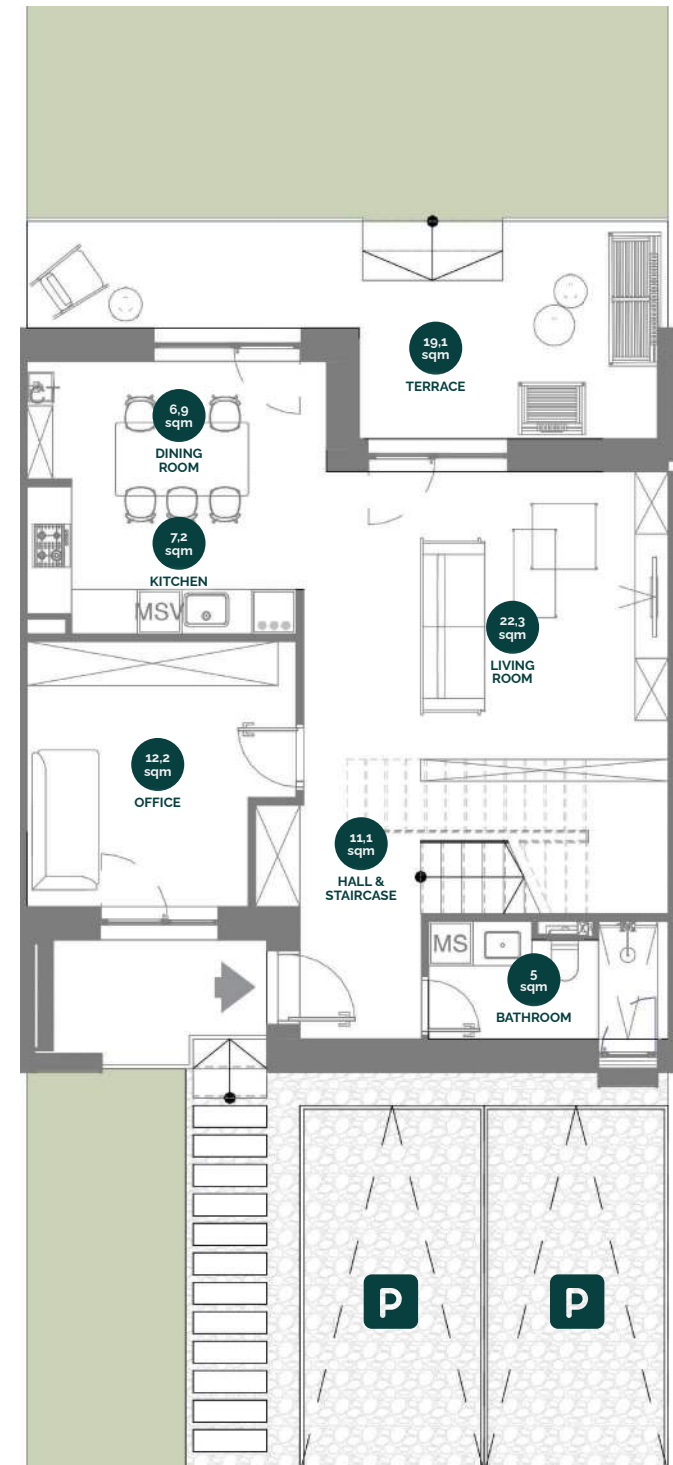 19,1
sqm
TERRACE
6,9
sqm
DINING
ROOM
7,2
sqm
KITCHEN
MSV
22,3
sqm
LIVING
ROOM
12,2
sqm
OFFICE
11,1
sqm
HALL &
STAIRCASE
MS
5
sqm
BATHROOM
P
P